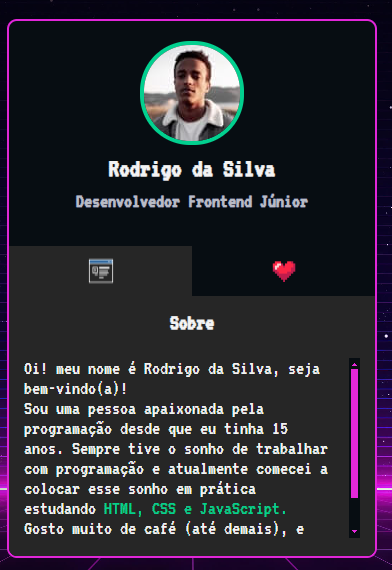 Rodrigo da Silva
Desenvolvedor Frontend Júnior
Sobre
Oi! meu nome é Rodrigo da Silva, seja
bem-vindo(a)!
Sou uma pessoa apaixonada pela
programação desde que eu tinha 15
anos. Sempre tive o sonho de trabalhar
com programação e atualmente comecei a
colocar esse sonho em prática
estudando HTML, CSS e JavaScript.
Gosto muito de café (até demais), e